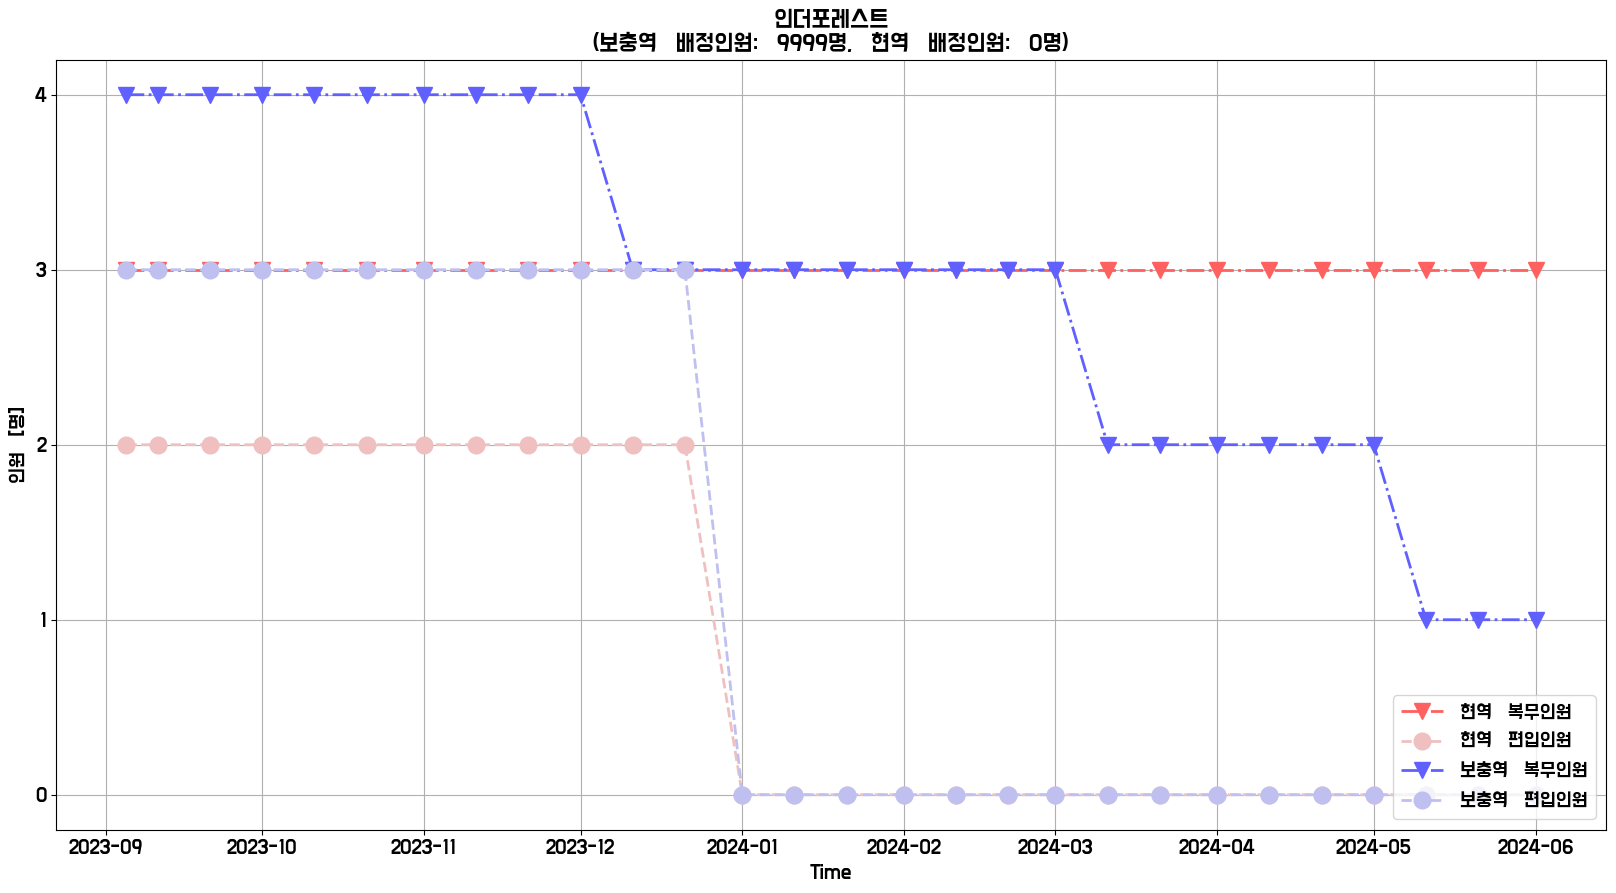 인더포레스트
(보충역 배정인원: 9999명, 현역 배정인원: 0명)
인원 [명]
4
3
2
1
0
현역 복무인원
현역 편입인원
보충역 복무인원
보충역 편입인원
2023-09 2023-10 2023-11 2023-12 2024-01 2024-02 2024-03 2024-04 2024-05 2024-06
Time